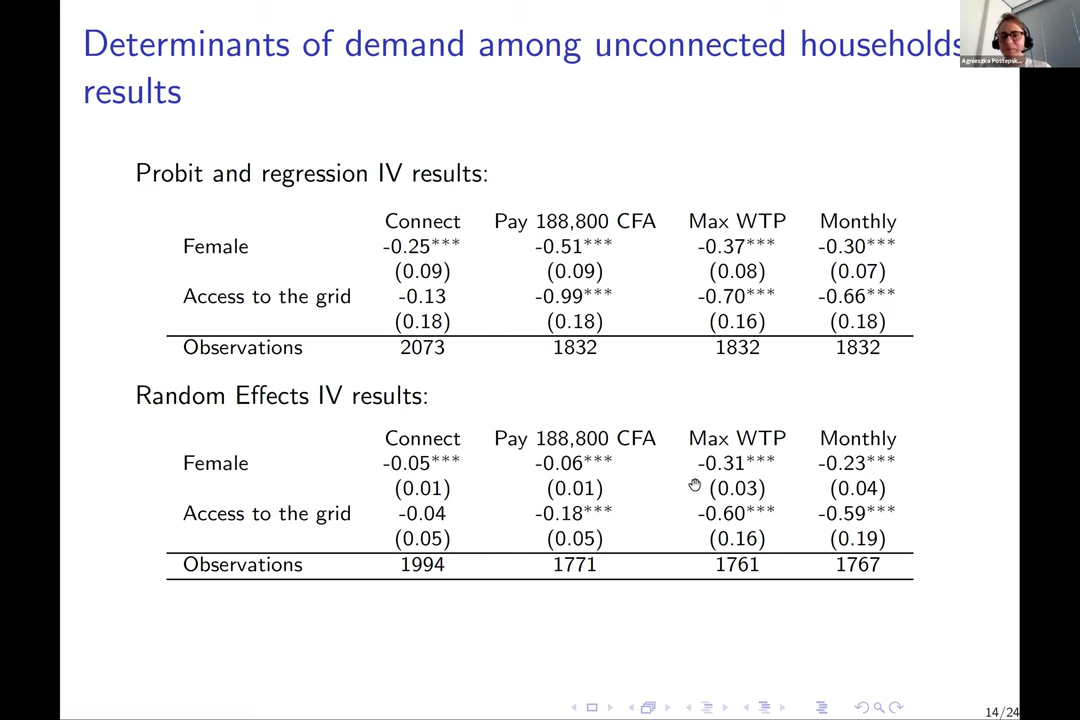 Determinants of demand among unconnected households
results
Agnieszka Postepsk...
Probit and regression IV results:
Connect Pay 188,800 CFA Max WTP Monthly
Female -0.25*** -0.51*** -0.37*** -0.30***
(0.09) (0.09) (0.08) (0.07)
Access to the grid -0.13 -0.99*** -0.70*** -0.66***
(0.18) (0.18) (0.16) (0.18)
Observations 2073 1832 1832 1832
Random Effects IV results:
Connect Pay 188,800 CFA Max WTP Monthly
Female -0.05*** -0.06*** -0.31*** -0.23***
(0.01) (0.01) (0.03) (0.04)
Access to the grid -0.04 -0.18*** -0.60*** -0.59***
(0.05) (0.05) (0.16) (0.19)
Observations 1994 1771 1761 1767
14/24